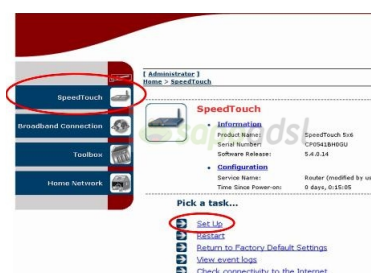 [ Administrator ]
Home > SpeedTouch
SpeedTouch
Broadband Connection
Toolbox
Home Network
SpeedTouch
Information
Product Name: SpeedTouch 5x6
Serial Number: CP0541BH0GU
Software Release: 5.4.0.14
Configuration
Service Name: Router (modified by us
Time Since Power-on: 0 days, 0:15:05
Pick a task...
Set Up
Restart
Return to Factory Default Settings
View event logs
Check connectivity to the Internet